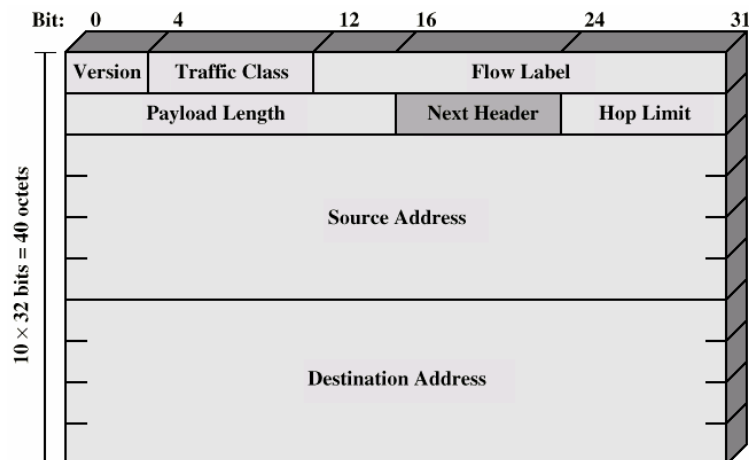 Bit: 0 4 12 16 24 31
Version Traffic Class Flow Label
Payload Length Next Header Hop Limit
Source Address
10 × 32 bits = 40 octets
Destination Address